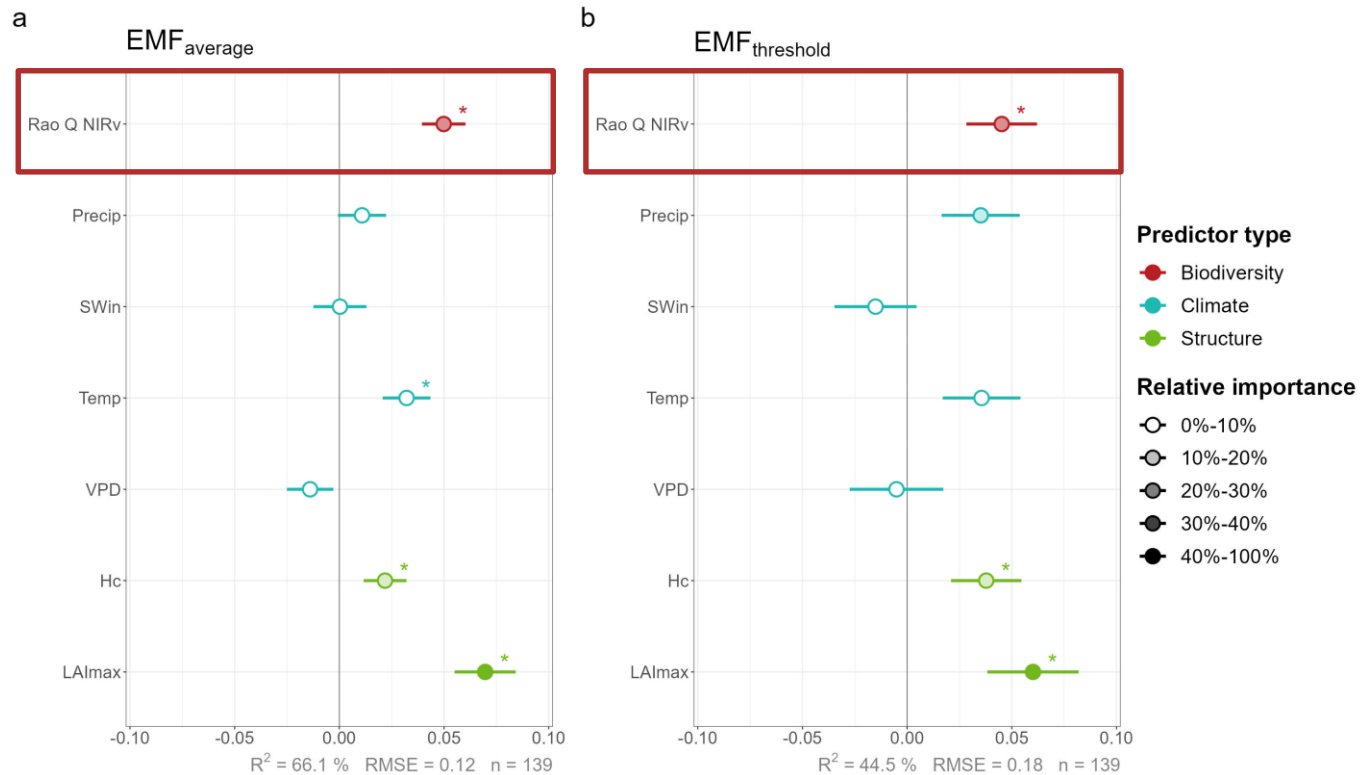 a
EMFaverage
Rao Q NIRv
*
Precip
SWin
Temp
*
VPD
Hc
*
LAImax
*
-0.10 -0.05 0.00 0.05 0.10
R² = 66.1 % RMSE = 0.12 n = 139
b
EMFthreshold
Rao Q NIRv
*
Precip
SWin
Temp
VPD
Hc
*
LAImax
*
-0.10 -0.05 0.00 0.05 0.10
R² = 44.5 % RMSE = 0.18 n = 139
Predictor type
Biodiversity
Climate
Structure
Relative importance
0%-10%
10%-20%
20%-30%
30%-40%
40%-100%